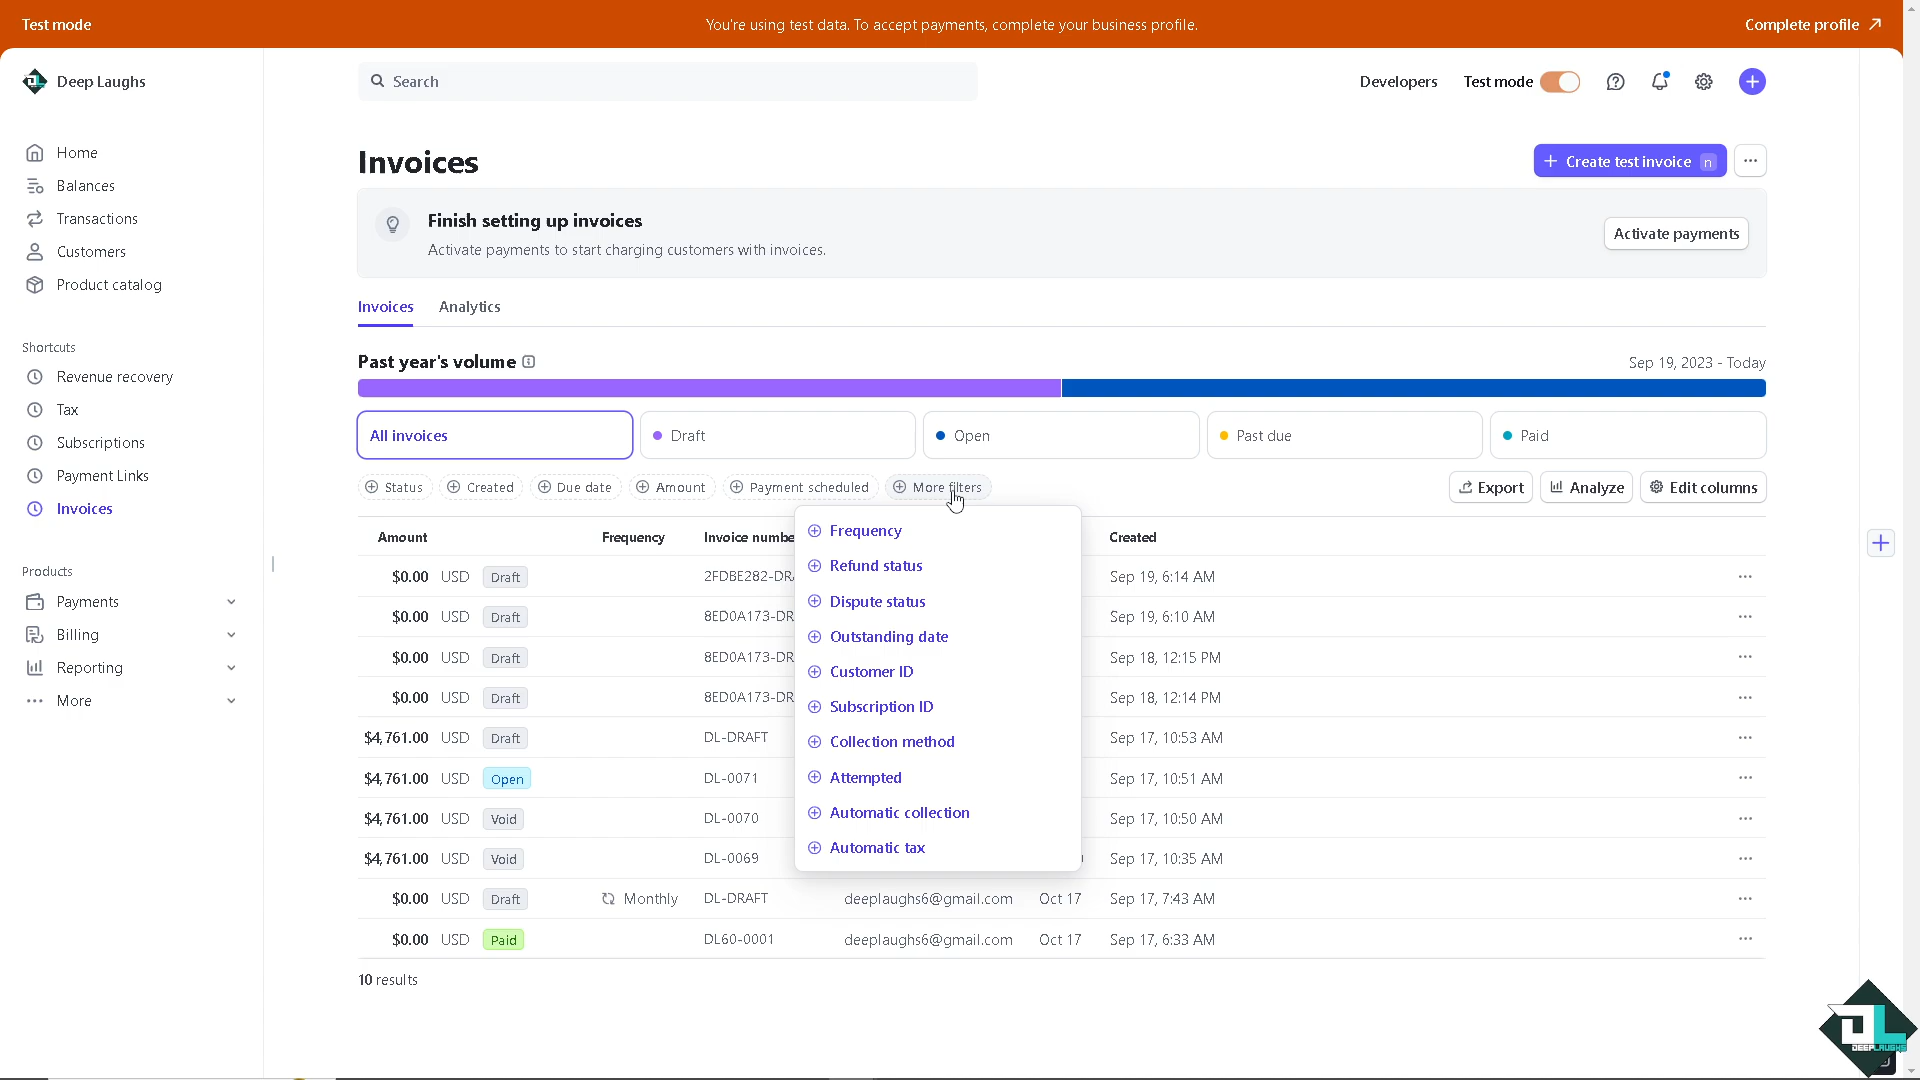 Test mode
You're using test data. To accept payments, complete your business profile.
Complete profile
Deep Laughs
Search
Developers
Test mode
Home
Balances
Transactions
Customers
Product catalog
Shortcuts
Revenue recovery
Tax
Subscriptions
Payment Links
Invoices
Products
Payments
Billing
Reporting
More
Invoices
Create test invoice n
Finish setting up invoices
Activate payments to start charging customers with invoices.
Activate payments
Invoices Analytics
Past year's volume
Sep 19, 2023 - Today
All invoices Draft Open Past due Paid
Status Created Due date Amount Payment scheduled More filters
Export Analyze Edit columns
Frequency
Refund status
Dispute status
Outstanding date
Customer ID
Subscription ID
Collection method
Attempted
Automatic collection
Automatic tax
Amount Frequency Invoice numbe Created
$0.00 USD Draft 2FDBE282-DR Sep 19, 6:14 AM
$0.00 USD Draft 8ED0A173-DR Sep 19, 6:10 AM
$0.00 USD Draft 8ED0A173-DR Sep 18, 12:15 PM
$0.00 USD Draft 8ED0A173-DR Sep 18, 12:14 PM
$4,761.00 USD Draft DL-DRAFT Sep 17, 10:53 AM
$4,761.00 USD Open DL-0071 Sep 17, 10:51 AM
$4,761.00 USD Void DL-0070 Sep 17, 10:50 AM
$4,761.00 USD Void DL-0069 Sep 17, 10:35 AM
$0.00 USD Draft Monthly DL-DRAFT deeplaughs6@gmail.com Oct 17 Sep 17, 7:43 AM
$0.00 USD Paid DL60-0001 deeplaughs6@gmail.com Oct 17 Sep 17, 6:33 AM
10 results
DL
DEEPLAUGHS